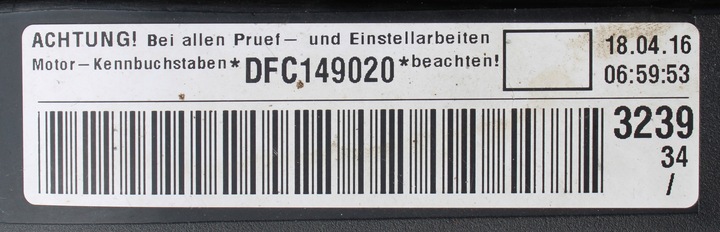 ACHTUNG! Bei allen Pruef- und Einstellarbeiten
Motor-Kennbuchstaben *DFC149020* beachten!
18.04.16
06:59:53
3239
34
/